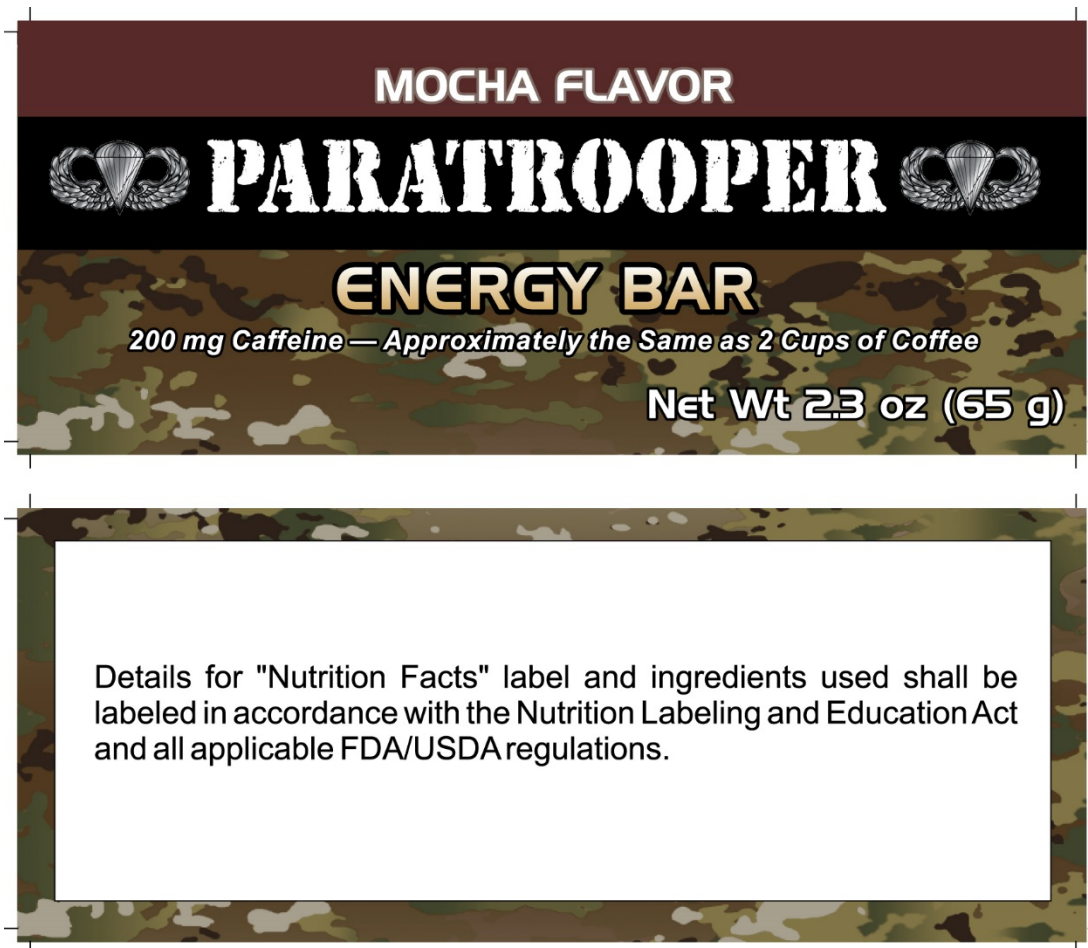 MOCHA FLAVOR
PARATROOPER
ENERGY BAR
200 mg Caffeine — Approximately the Same as 2 Cups of Coffee
Net Wt 2.3 oz (65 g)
Details for "Nutrition Facts" label and ingredients used shall be
labeled in accordance with the Nutrition Labeling and Education Act
and all applicable FDA/USDA regulations.